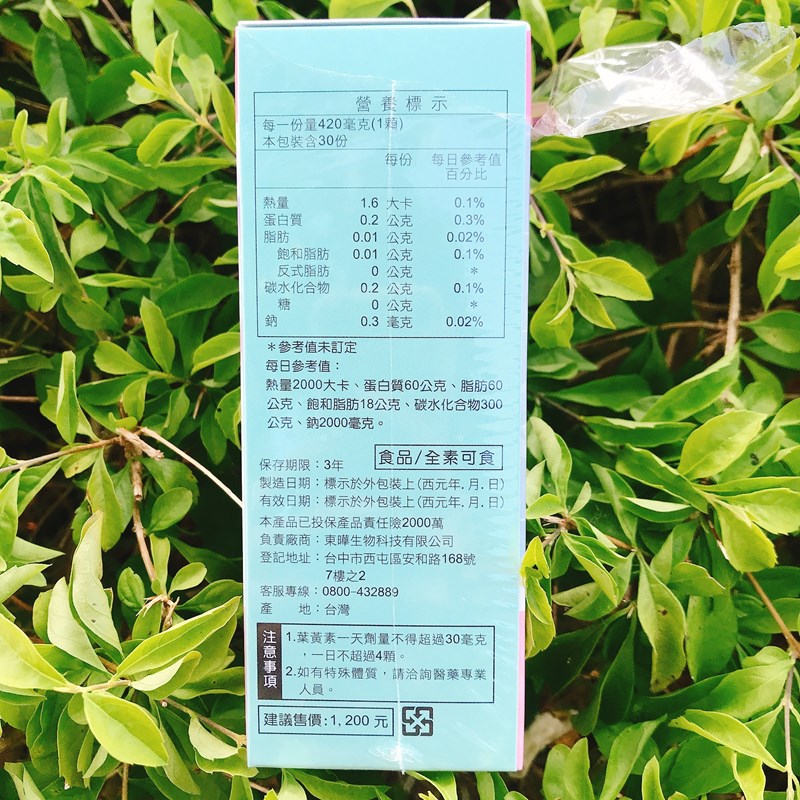 營養標示
每一份量420毫克(1顆)
本包裝含30份
每份 每日參考值
百分比
熱量 1.6 大卡 0.1%
蛋白質 0.2 公克 0.3%
脂肪 0.01 公克 0.02%
飽和脂肪 0.01 公克 0.1%
反式脂肪 0 公克 *
碳水化合物 0.2 公克 0.1%
糖 0 公克 *
鈉 0.3 毫克 0.02%
*參考值未訂定
每日參考值：
熱量2000大卡、蛋白質60公克、脂肪60
公克、飽和脂肪18公克、碳水化合物300
公克、鈉2000毫克。
食品/全素可食
保存期限：3年
製造日期：標示於外包裝上(西元年.月.日)
有效日期：標示於外包裝上(西元年.月.日)
本產品已投保產品責任險2000萬
負責廠商：東曄生物科技有限公司
登記地址：台中市西屯區安和路168號
7樓之2
客服專線：0800-432889
產 地：台灣
注意事項
1.葉黃素一天劑量不得超過30毫克
，一日不超過4顆。
2.如有特殊體質，請洽詢醫藥專業
人員。
建議售價:1,200元